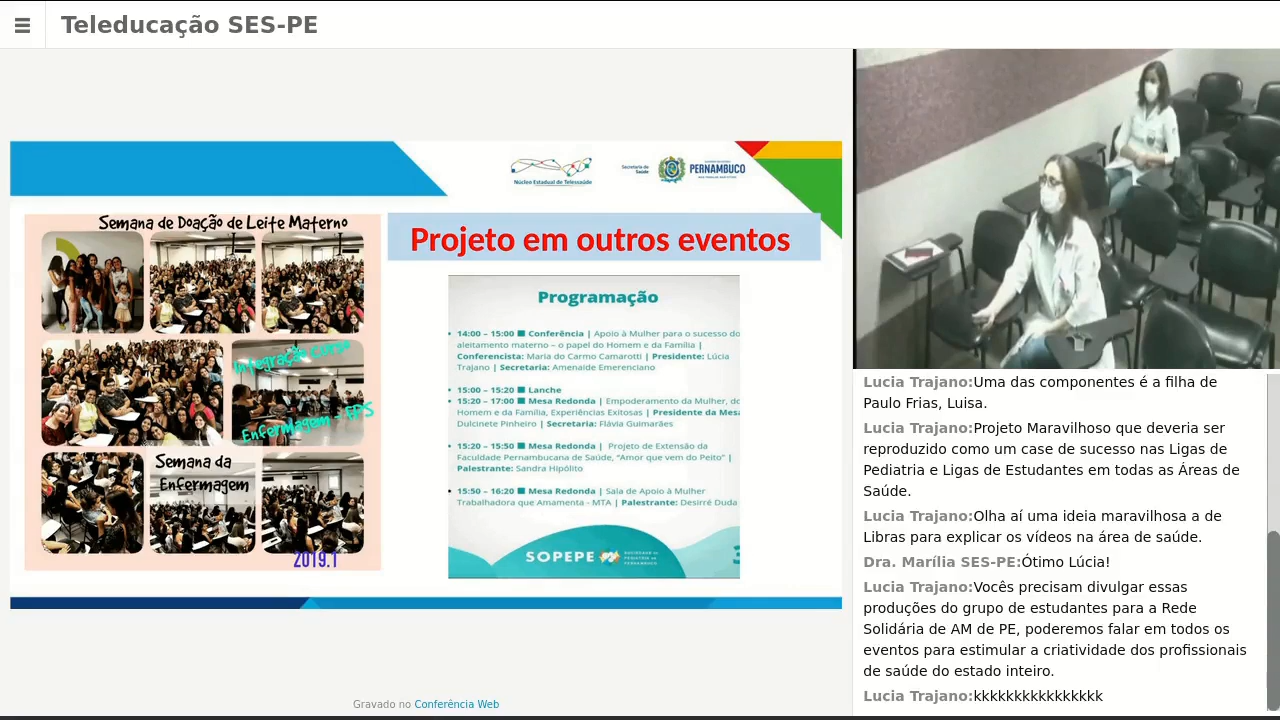 Teleducação SES-PE
Núcleo Estadual de Telessaúde
Secretaria de
Saúde
PERNAMBUCO
Semana de Doação de Leite Materno
Integração Curso
Enfermagem - FPS
Semana da
Enfermagem
2019.1
Projeto em outros eventos
Programação
14:00 – 15:00 Conferência | Apoio à Mulher para o sucesso do
aleitamento materno – o papel do Homem e da Família |
Conferencista: Maria do Carmo Camarotti | Presidente: Lúcia
Trajano | Secretaria: Amenaíde Emerenciano
15:00 – 15:20 Lanche
15:20 – 17:00 Mesa Redonda | Empoderamento da Mulher, do
Homem e da Família, Experiências Exitosas | Presidente da Mesa
Dulcinete Pinheiro | Secretaria: Flávia Guimarães
15:20 – 15:50 Mesa Redonda | Projeto de Extensão da
Faculdade Pernambucana de Saúde, “Amor que vem do Peito” |
Palestrante: Sandra Hipólito
15:50 – 16:20 Mesa Redonda | Sala de Apoio à Mulher
Trabalhadora que Amamenta - MTA | Palestrante: Desirré Duda
SOPEPE
SOCIEDADE DE
PEDIATRIA DE
PERNAMBUCO
Gravado no Conferência Web
Lucia Trajano:Uma das componentes é a filha de
Paulo Frias, Luisa.
Lucia Trajano:Projeto Maravilhoso que deveria ser
reproduzido como um case de sucesso nas Ligas da
Pediatria e Ligas de Estudantes em todas as Áreas de
Saúde.
Lucia Trajano:Olha aí uma ideia maravilhosa a de
Libras para explicar os vídeos na área de saúde.
Dra. Marília SES-PE:Ótimo Lúcia!
Lucia Trajano:Vocês precisam divulgar essas
produções do grupo de estudantes para a Rede
Solidária de AM de PE, poderemos falar em todos os
eventos para estimular a criatividade dos profissionais
de saúde do estado inteiro.
Lucia Trajano:kkkkkkkkkkkkkkkk